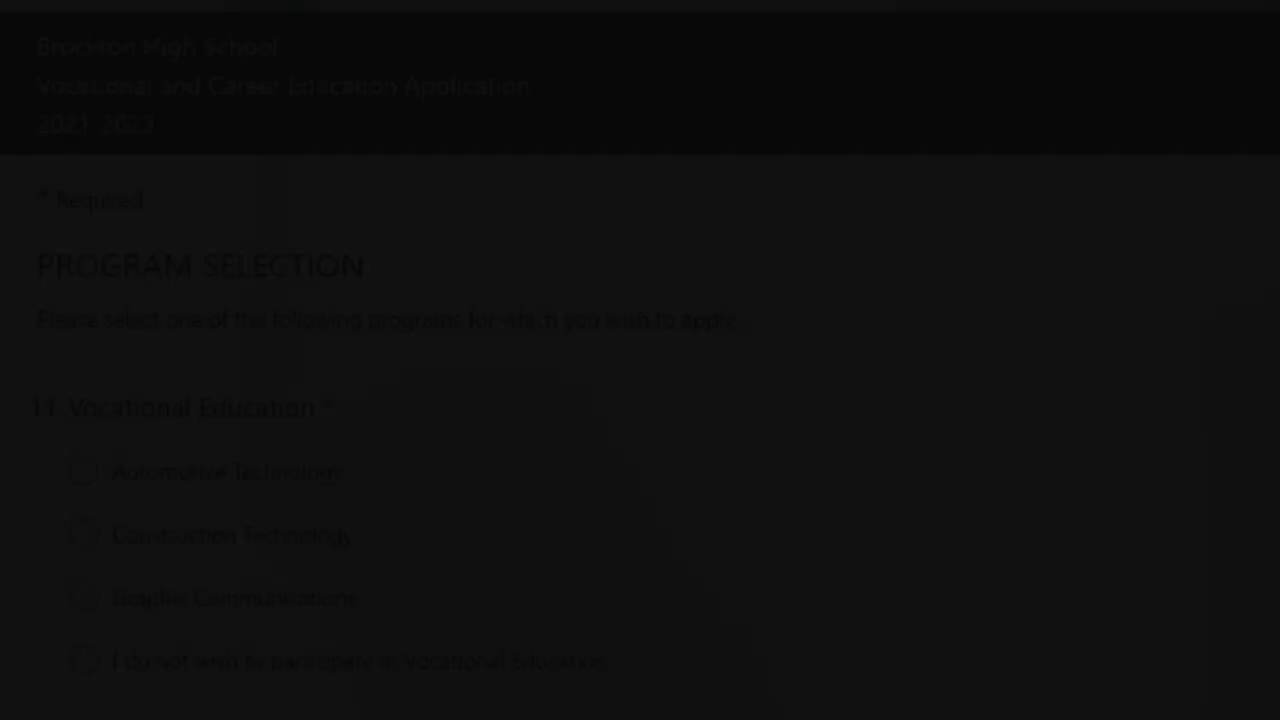 Brockton High School
Vocational and Career Education Application
2021-2022
* Required
PROGRAM SELECTION
Please select one of the following programs for which you wish to apply.
11. Vocational Education *
Automotive Technology
Construction Technology
Graphic Communications
I do not wish to participate in Vocational Education